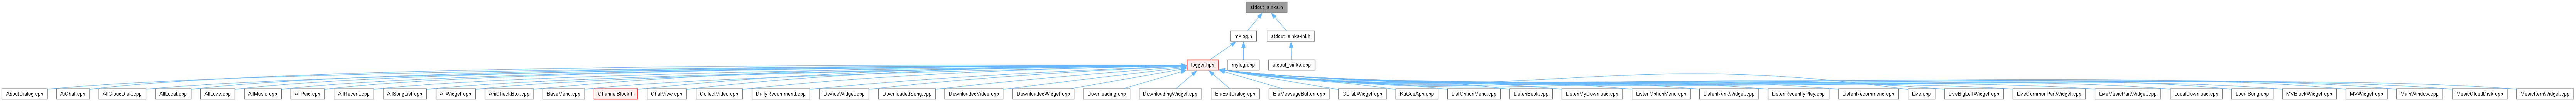 stdout_sinks.h
mylog.h
stdout_sinks-inl.h
logger.hpp
mylog.cpp
stdout_sinks.cpp
AboutDialog.cpp
AiChat.cpp
AllCloudDisk.cpp
AllLocal.cpp
AllLove.cpp
AllMusic.cpp
AllPaid.cpp
AllRecent.cpp
AllSongList.cpp
AllWidget.cpp
AniCheckBox.cpp
BaseMenu.cpp
ChannelBlock.h
ChatView.cpp
CollectVideo.cpp
DailyRecommend.cpp
DaviceWidget.cpp
DownloadedSong.cpp
DownloadedVideo.cpp
DownloadedWidget.cpp
Downloading.cpp
DownloadingWidget.cpp
ElaExitDialog.cpp
ElaMessageButton.cpp
GLTabWidget.cpp
KuGouApp.cpp
ListOptionMenu.cpp
ListenBook.cpp
ListenMyDownload.cpp
ListenOptionMenu.cpp
ListenRankWidget.cpp
ListenRecentlyPlay.cpp
ListenRecommend.cpp
Live.cpp
LiveBigLeftWidget.cpp
LiveCommonPartWidget.cpp
LiveMusicPartWidget.cpp
LocalDownload.cpp
LocalSong.cpp
MVBlockWidget.cpp
MVWidget.cpp
MainWindow.cpp
MusicCloudDisk.cpp
MusicItemWidget.cpp